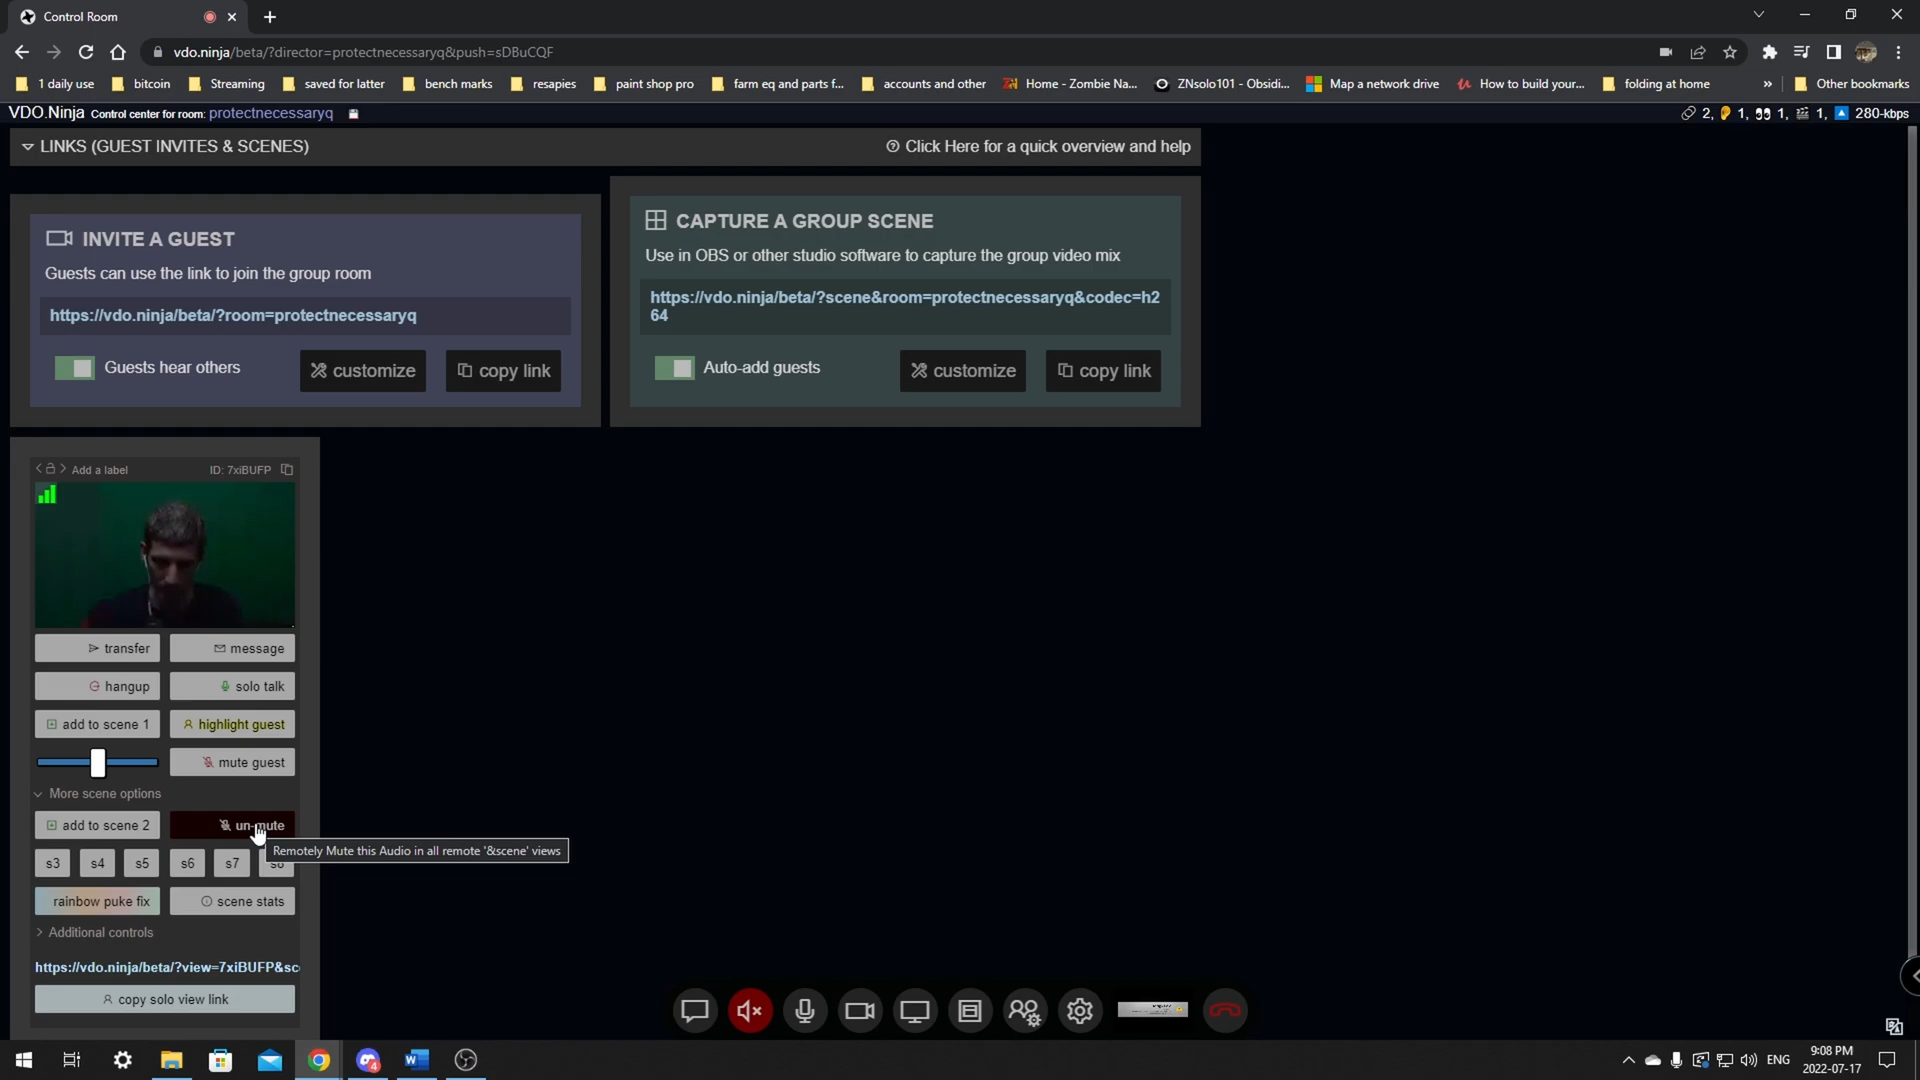 Control Room
vdo.ninja/beta/?director=protectnecessaryq&push=sDBuCQF
1 daily use
bitcoin
Streaming
saved for latter
bench marks
resapies
paint shop pro
farm eq and parts f...
accounts and other
Home - Zombie Na...
ZNsolo101 - Obsidi...
Map a network drive
How to build your...
folding at home
»
Other bookmarks
VDO.Ninja Control center for room: protectnecessaryq
2, 1, 1, 1, 280-kbps
LINKS (GUEST INVITES & SCENES)
Click Here for a quick overview and help
INVITE A GUEST
Guests can use the link to join the group room
https://vdo.ninja/beta/?room=protectnecessaryq
Guests hear others
customize
copy link
CAPTURE A GROUP SCENE
Use in OBS or other studio software to capture the group video mix
https://vdo.ninja/beta/?scene&room=protectnecessaryq&codec=h2
64
Auto-add guests
customize
copy link
Add a label
ID: 7xiBUFP
transfer
message
hangup
solo talk
add to scene 1
highlight guest
mute guest
More scene options
add to scene 2
un-mute
Remotely Mute this Audio in all remote '&scene' views
s3
s4
s5
s6
s7
s8
rainbow puke fix
scene stats
Additional controls
https://vdo.ninja/beta/?view=7xiBUFP&sc
copy solo view link
4
ENG
9:08 PM
2022-07-17